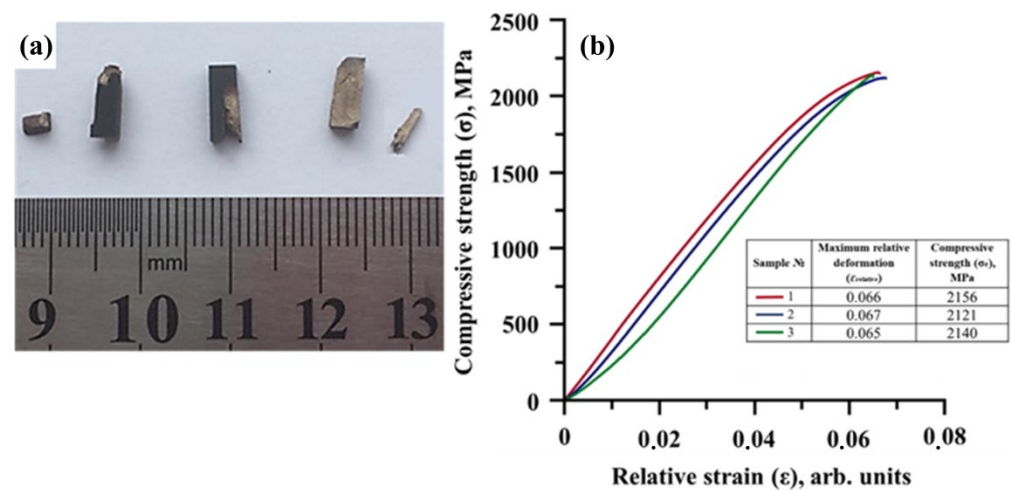 (a)
mm
9 10 11 12 13
(b)
Compressive strength (σ), MPa
2500
2000
1500
1000
500
0
0 0.02 0.04 0.06 0.08
Relative strain (ε), arb. units
Sample № Maximum relative deformation (εrelative) Compressive strength (σc), MPa
1 0.066 2156
2 0.067 2121
3 0.065 2140